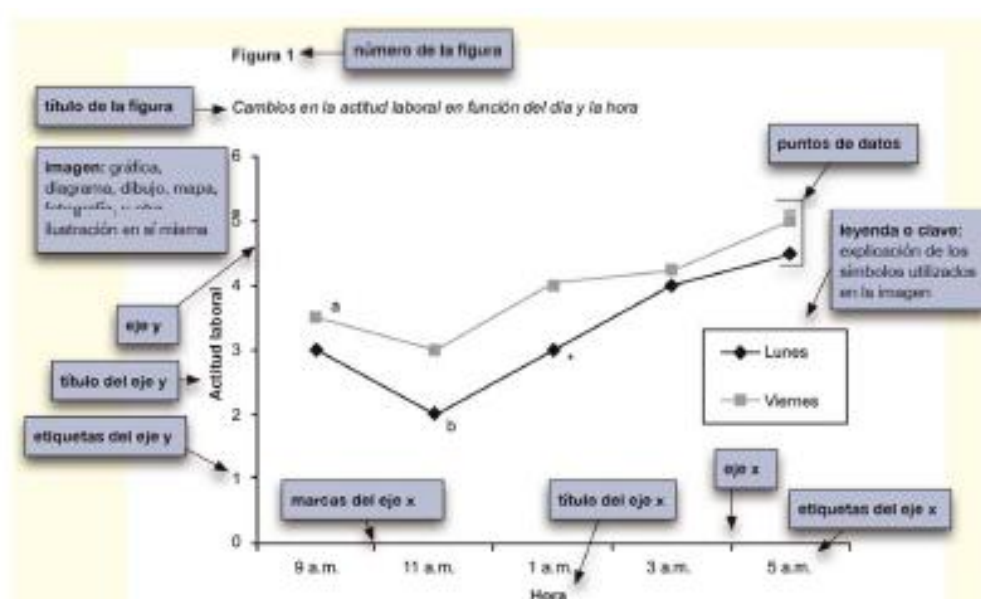 Figura 1
número de la figura
título de la figura
Cambios en la actitud laboral en función del día y la hora
Imagen: gráfica,
diagrama, dibujo, mapa,
fotografía, u otra
ilustración en sí misma
puntos de datos
leyenda o clave:
explicación de los
símbolos utilizados
en la imagen
eje y
título del eje y
etiquetas del eje y
Actitud laboral
6
5
4
3
2
1
0
a
b
*
Lunes
Viernes
marcas del eje x
título del eje x
eje x
etiquetas del eje x
9 a.m.
11 a.m.
1 a.m.
3 a.m.
5 a.m.
Hora